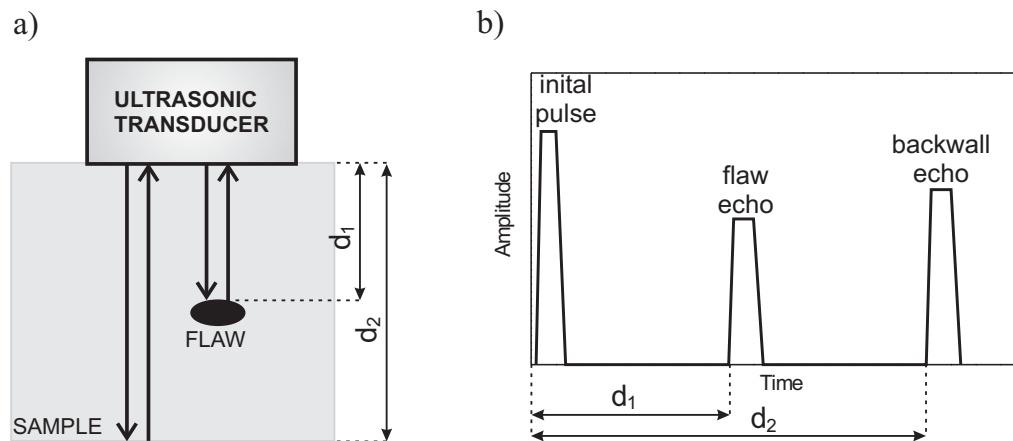 a)
ULTRASONIC
TRANSDUCER
d1
d2
FLAW
SAMPLE
b)
inital
pulse
flaw
echo
backwall
echo
Amplitude
Time
d1
d2